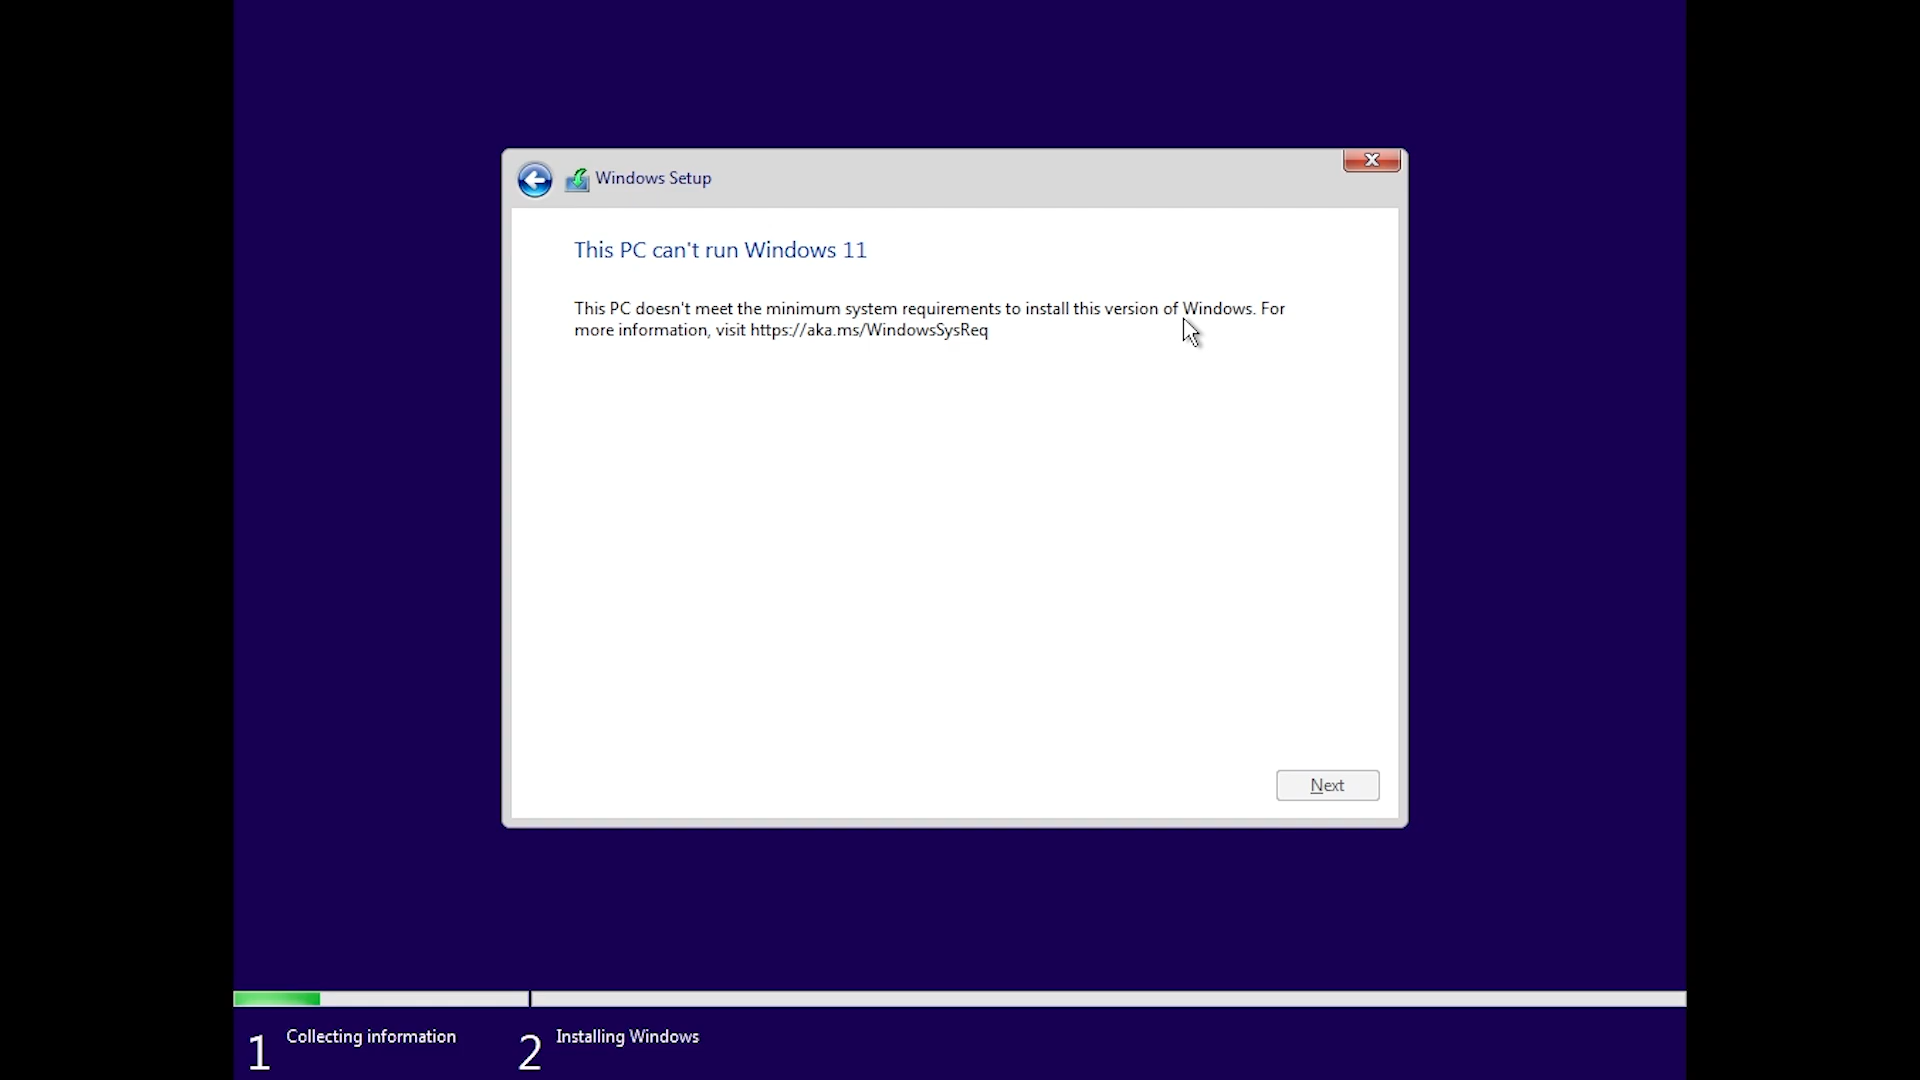 Windows Setup
This PC can't run Windows 11
This PC doesn't meet the minimum system requirements to install this version of Windows. For
more information, visit https://aka.ms/WindowsSysReq
Next
1 Collecting information
2 Installing Windows